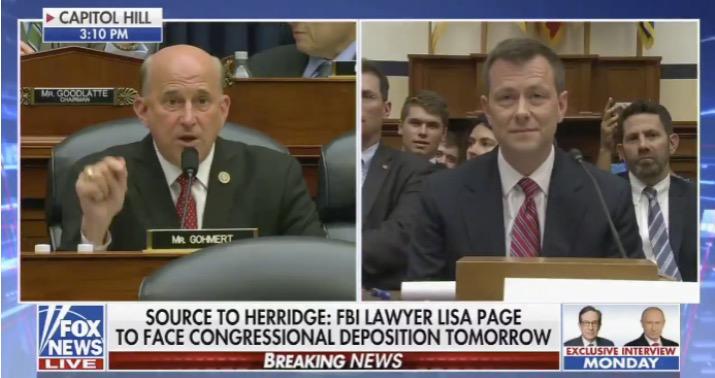 CAPITOL HILL
3:10 PM
MR. GOODLATTE
CHAIRMAN
MR. GOHMERT
SOURCE TO HERRIDGE: FBI LAWYER LISA PAGE
TO FACE CONGRESSIONAL DEPOSITION TOMORROW
BREAKING NEWS
FOX
NEWS
LIVE
EXCLUSIVE INTERVIEW
MONDAY